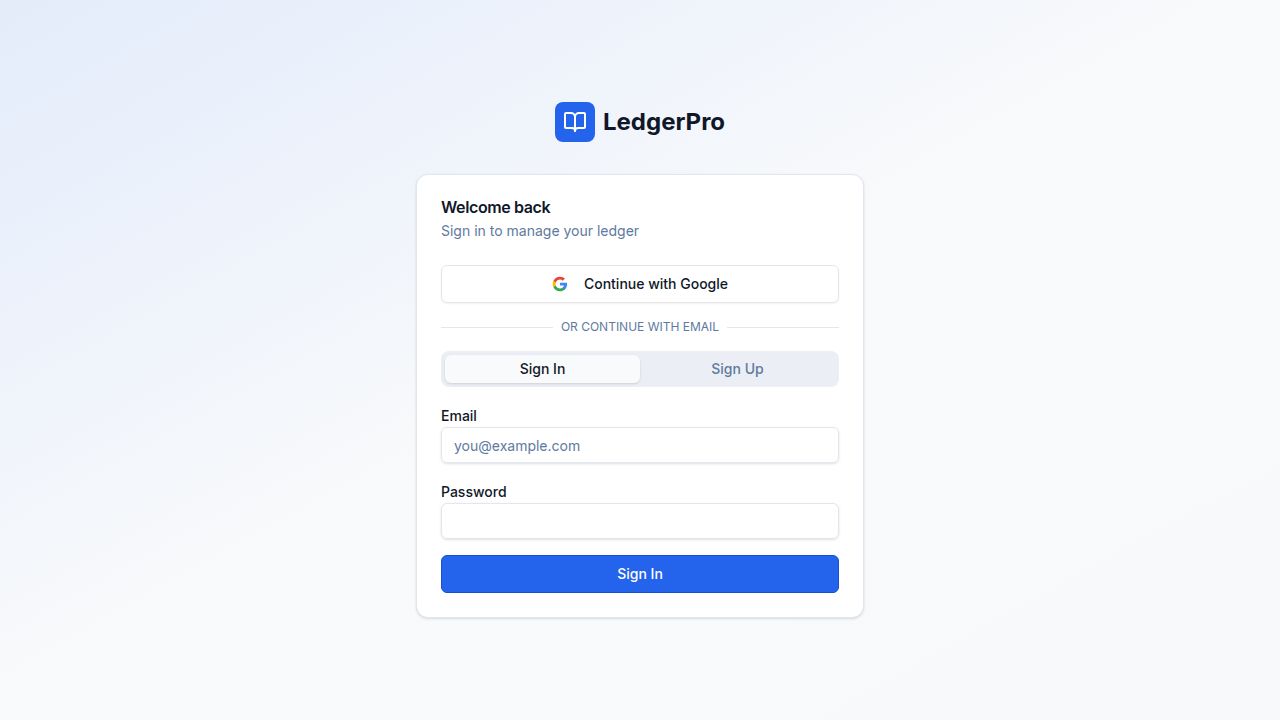 LedgerPro
Welcome back
Sign in to manage your ledger
Continue with Google
OR CONTINUE WITH EMAIL
Sign In
Sign Up
Email
you@example.com
Password
Sign In